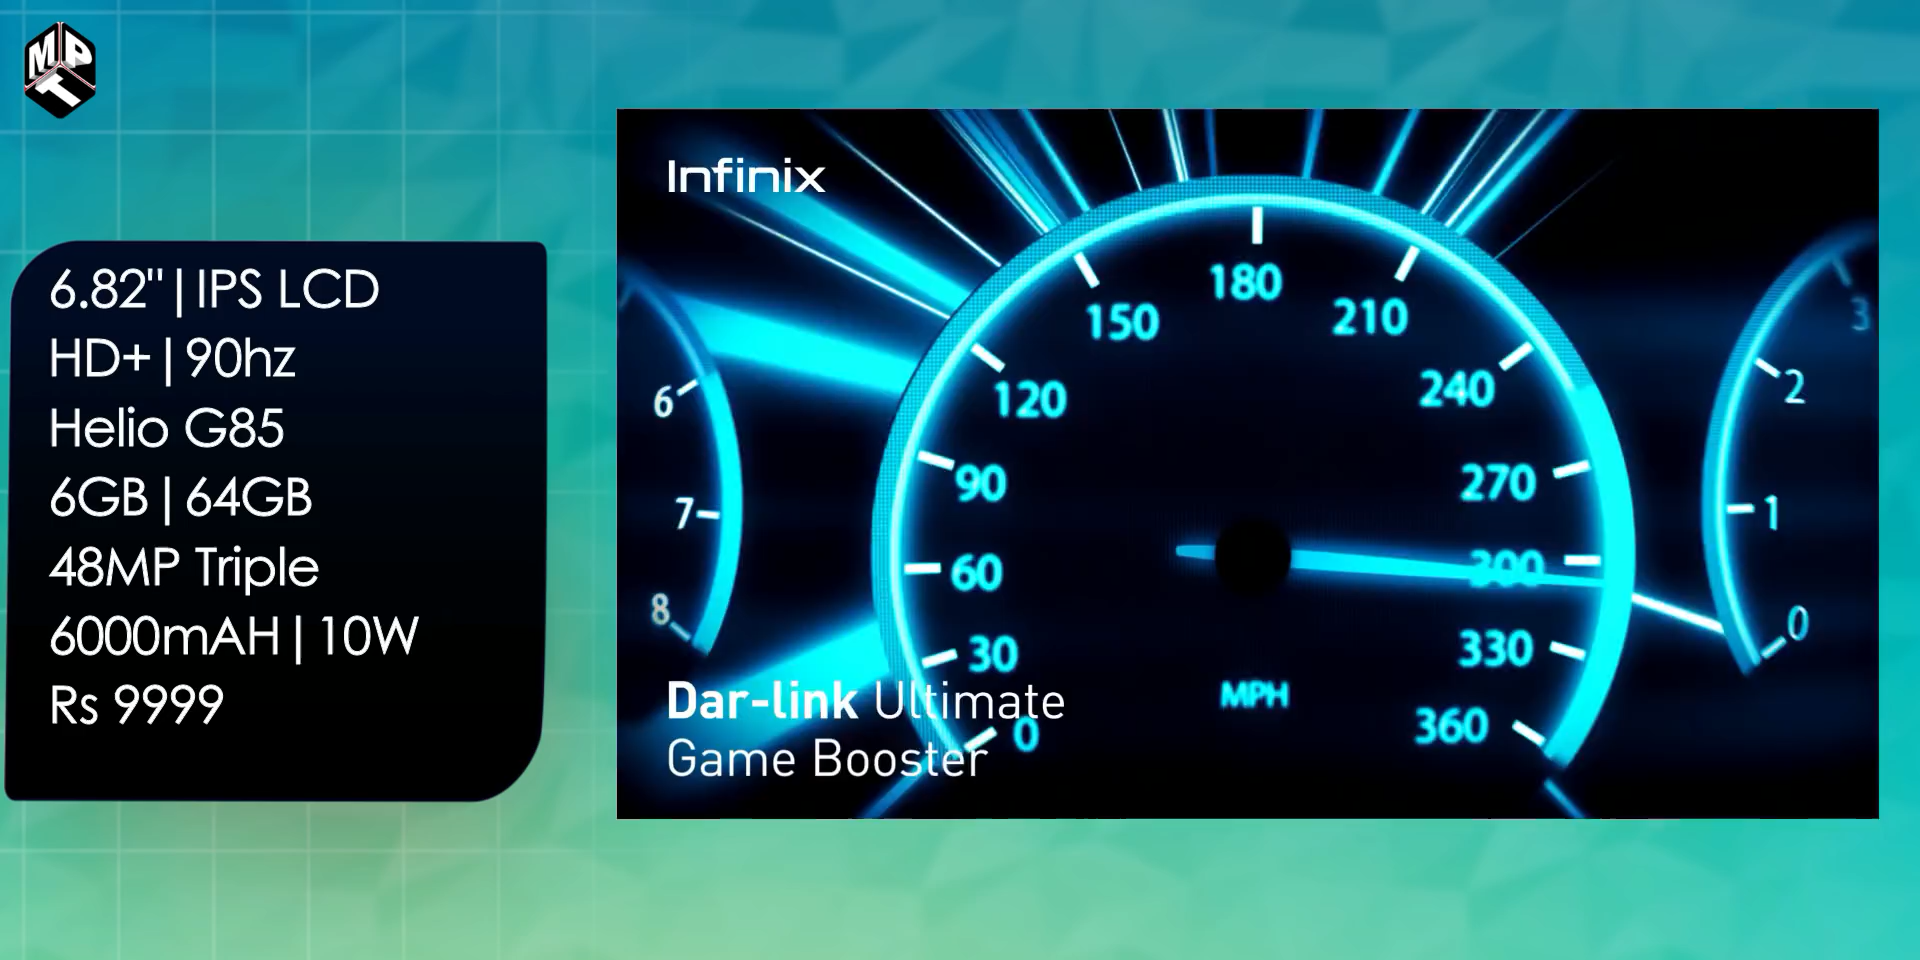 MPT
6.82"|IPS LCD
HD+|90hz
Helio G85
6GB|64GB
48MP Triple
6000mAH|10W
Rs 9999
Infinix
180
150
210
120
240
90
270
60
300
30
330
0
360
MPH
6
7
8
3
2
1
0
Dar-link Ultimate
Game Booster